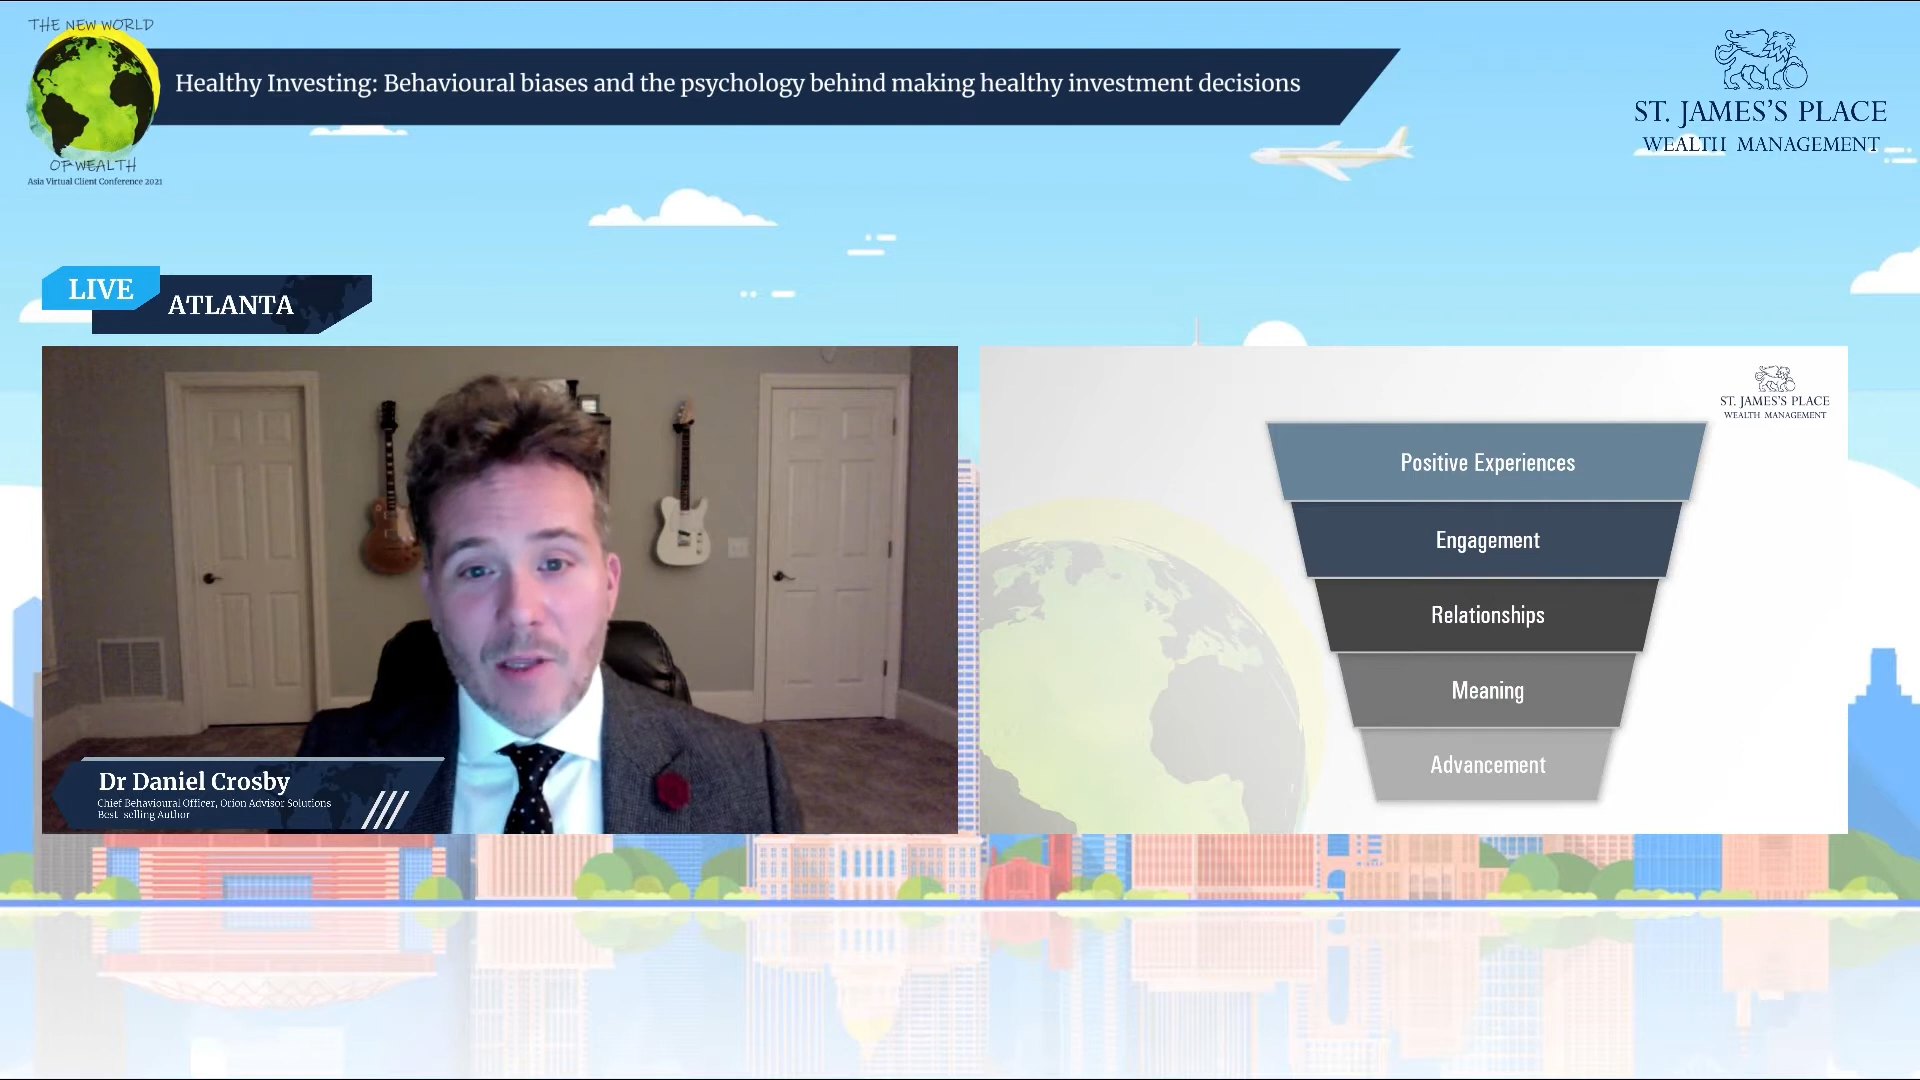 THE NEW WORLD
OF WEALTH
Asia Virtual Client Conference 2021
Healthy Investing: Behavioural biases and the psychology behind making healthy investment decisions
ST. JAMES'S PLACE
WEALTH MANAGEMENT
LIVE
ATLANTA
Dr Daniel Crosby
Chief Behavioural Officer, Orion Advisor Solutions
Best-selling Author
ST. JAMES'S PLACE
WEALTH MANAGEMENT
Positive Experiences
Engagement
Relationships
Meaning
Advancement